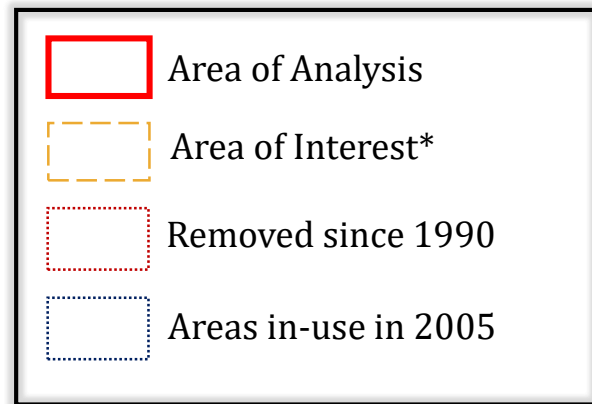 Area of Analysis
Area of Interest*
Removed since 1990
Areas in-use in 2005